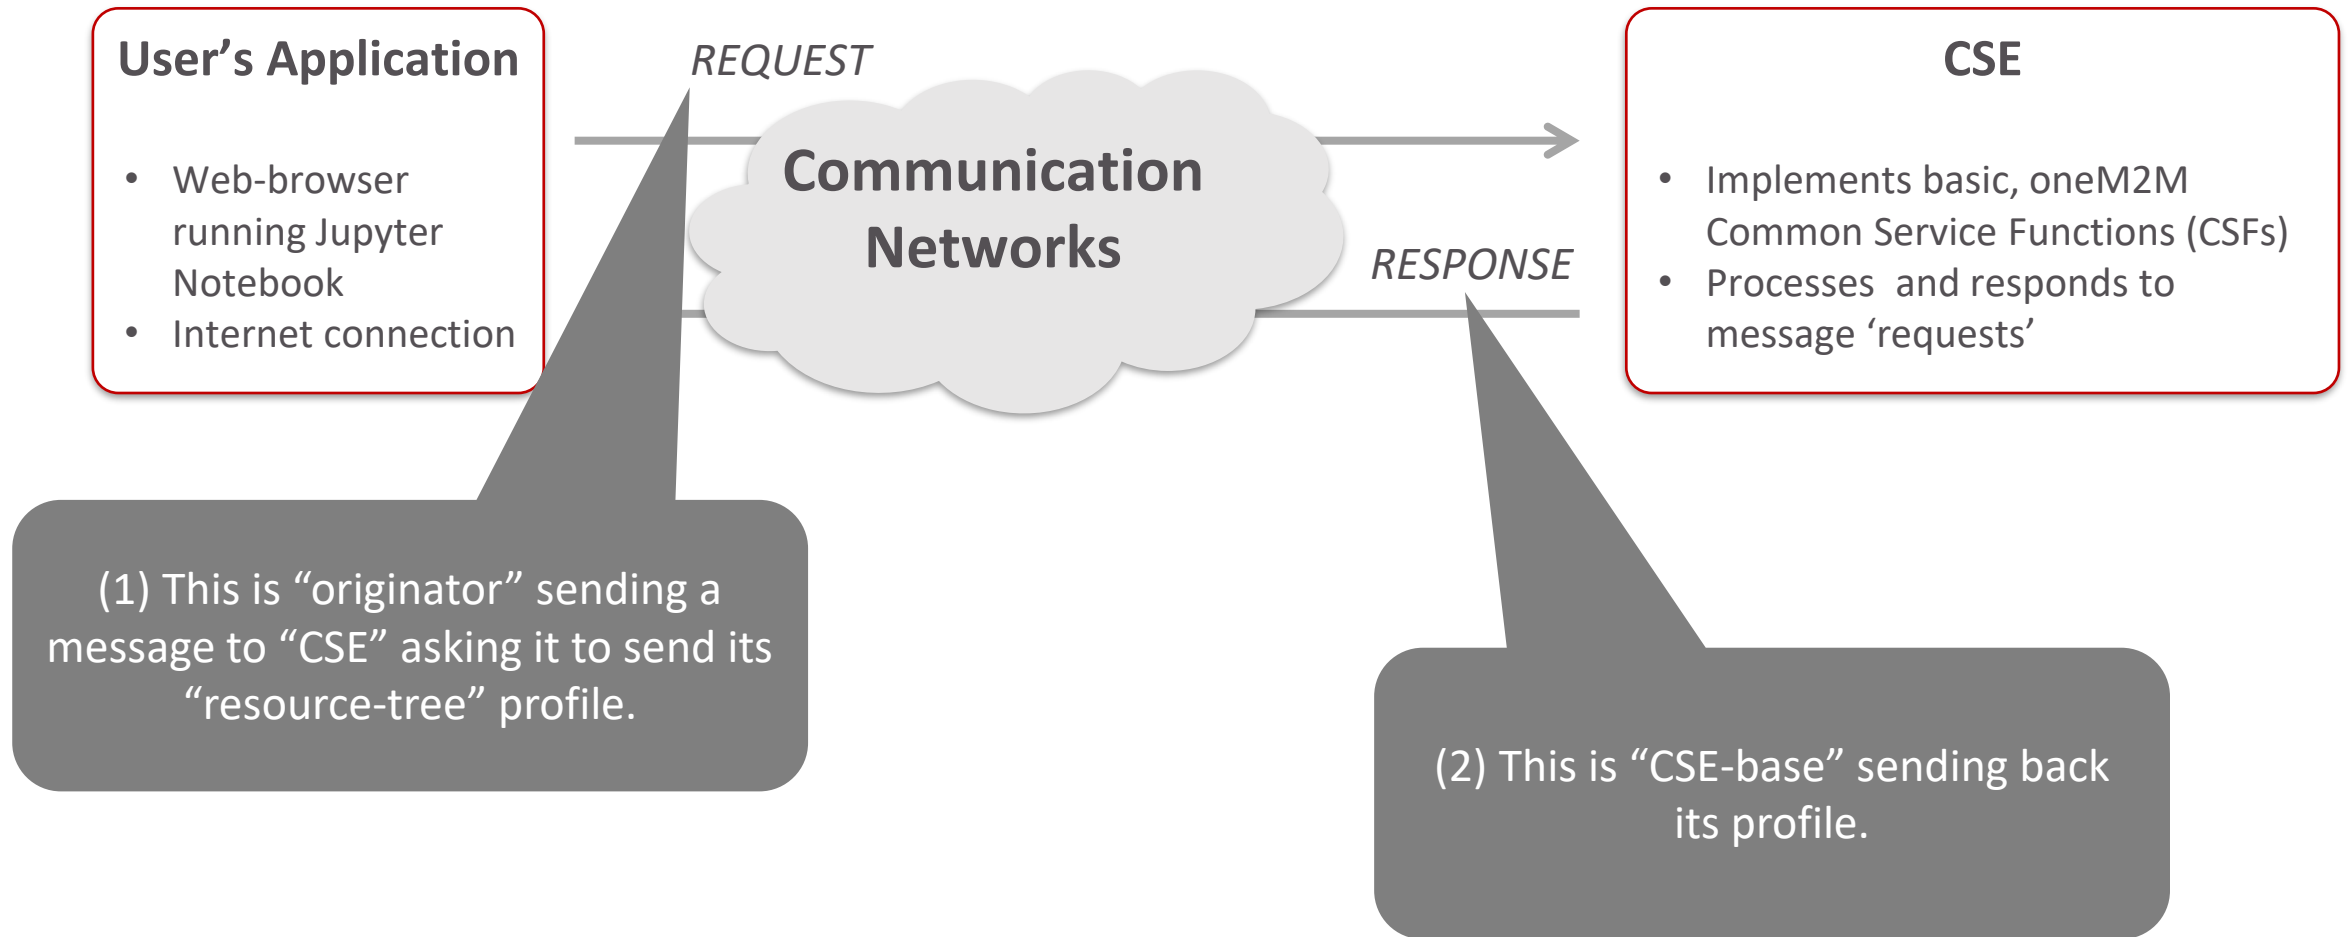 User’s Application
• Web-browser
running Jupyter
Notebook
• Internet connection
REQUEST
Communication
Networks
RESPONSE
CSE
• Implements basic, oneM2M
Common Service Functions (CSFs)
• Processes  and responds to
message ‘requests’
(1) This is “originator” sending a
message to “CSE” asking it to send its
“resource-tree” profile.
(2) This is “CSE-base” sending back
its profile.